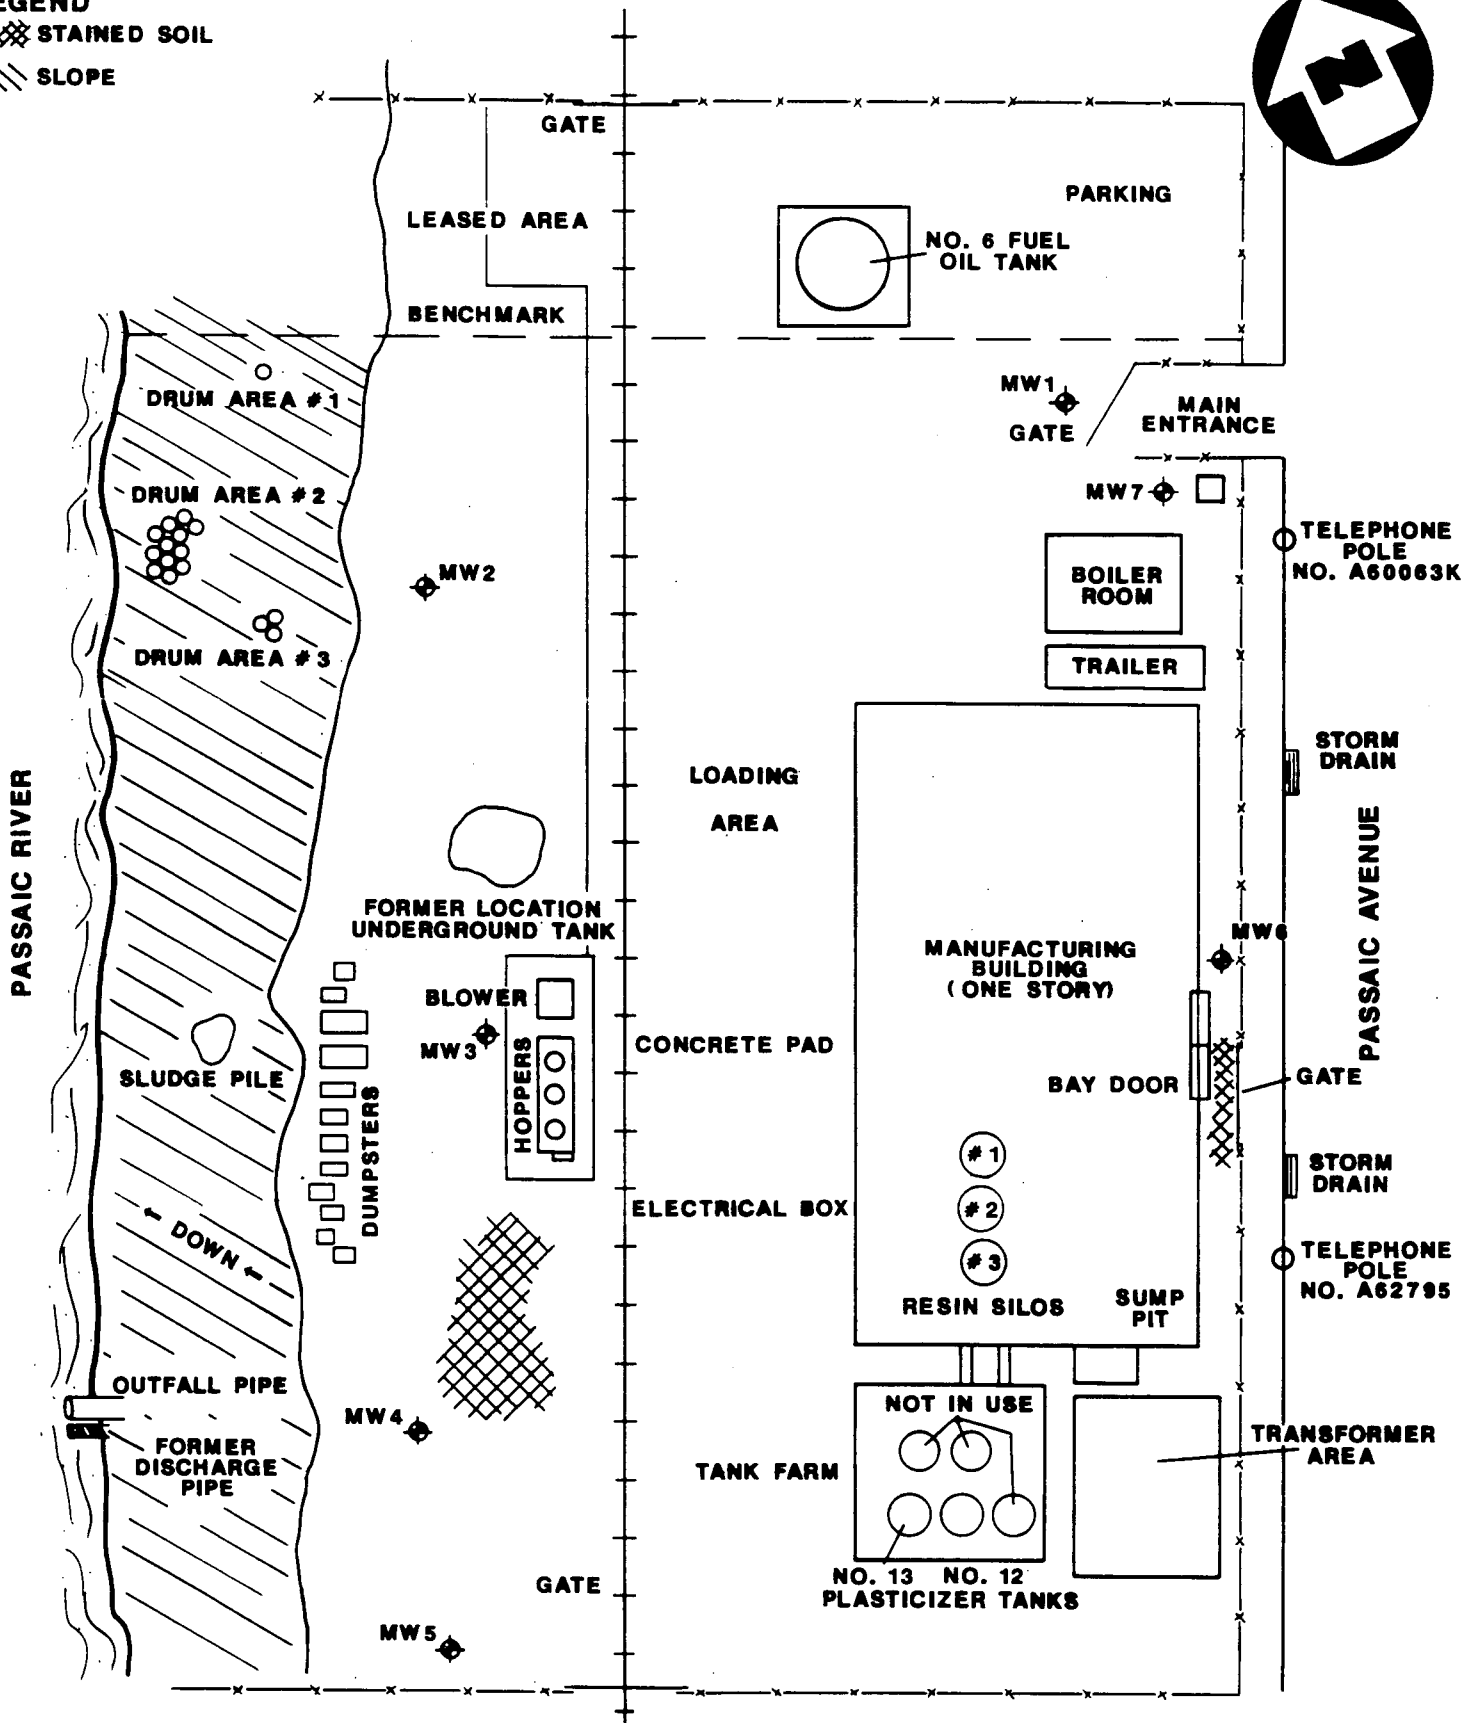 EGEND
STAINED SOIL
SLOPE
N
GATE
PARKING
LEASED AREA
NO. 6 FUEL
OIL TANK
BENCHMARK
MW1
GATE
MAIN
ENTRANCE
DRUM AREA #1
DRUM AREA #2
MW7
TELEPHONE
POLE
NO. A60063K
MW2
BOILER
ROOM
DRUM AREA #3
TRAILER
STORM
DRAIN
LOADING
AREA
PASSAIC RIVER
PASSAIC AVENUE
FORMER LOCATION
UNDERGROUND TANK
MW6
MANUFACTURING
BUILDING
(ONE STORY)
BLOWER
MW3
HOPPERS
CONCRETE PAD
SLUDGE PILE
BAY DOOR
GATE
DUMPSTERS
#1
STORM
DRAIN
ELECTRICAL BOX
#2
← DOWN ←
#3
TELEPHONE
POLE
NO. A62795
RESIN SILOS
SUMP
PIT
OUTFALL PIPE
NOT IN USE
MW4
FORMER
DISCHARGE
PIPE
TRANSFORMER
AREA
TANK FARM
GATE
NO. 13 NO. 12
PLASTICIZER TANKS
MW5